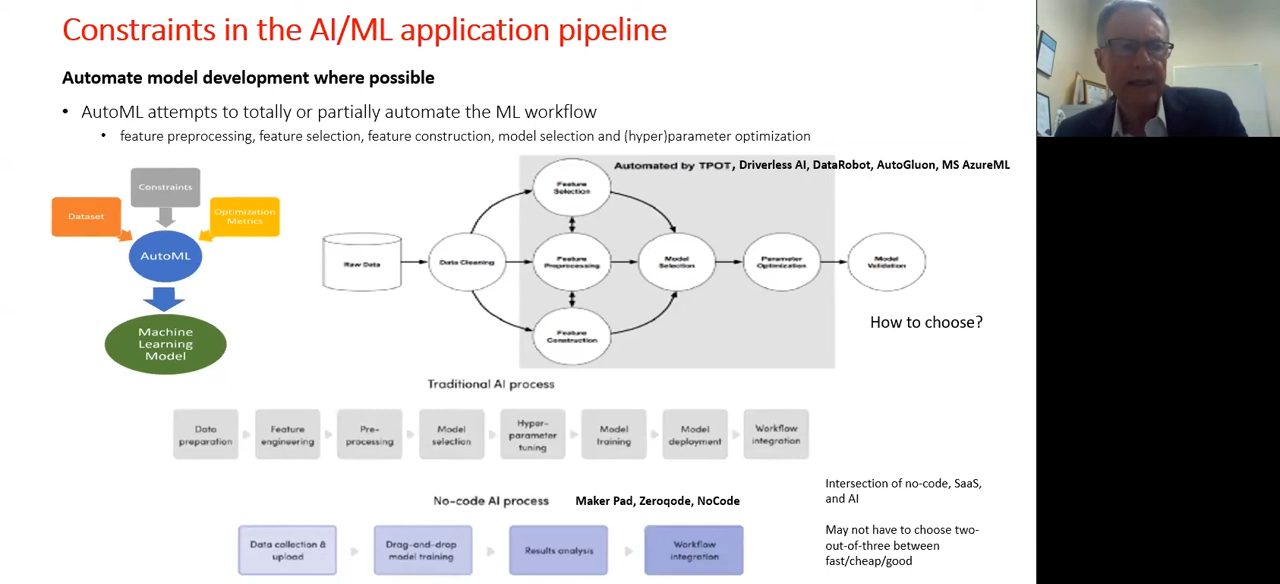 Constraints in the AI/ML application pipeline
Automate model development where possible
• AutoML attempts to totally or partially automate the ML workflow
• feature preprocessing, feature selection, feature construction, model selection and (hyper)parameter optimization
Automated by TPOT, Driverless AI, DataRobot, AutoGluon, MS AzureML
Constraints
Dataset
Optimization
Metrics
AutoML
Machine
Learning
Model
Raw Data
Data Cleaning
Feature
Selection
Feature
Preprocessing
Feature
Construction
Model
Selection
Parameter
Optimization
Model
Validation
How to choose?
Traditional AI process
Data
preparation
Feature
engineering
Pre-
processing
Model
selection
Hyper-
parameter
tuning
Model
training
Model
deployment
Workflow
integration
No-code AI process
Maker Pad, Zeroqode, NoCode
Data collection &
upload
Drag-and-drop
model training
Results analysis
Workflow
integration
Intersection of no-code, SaaS,
and AI
May not have to choose two-
out-of-three between
fast/cheap/good